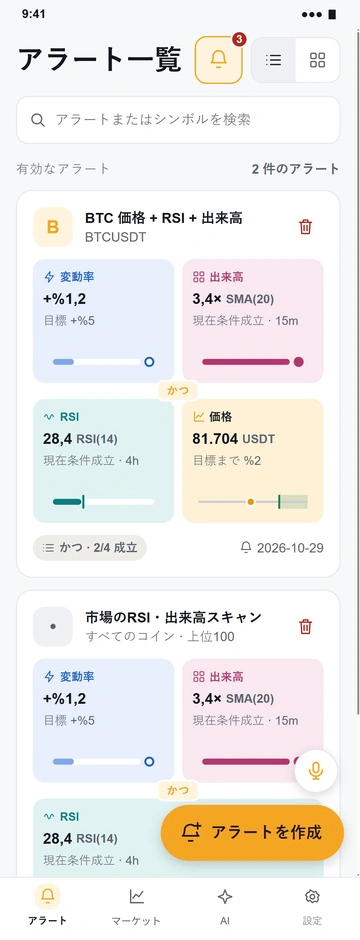 9:41
アラート一覧
3
アラートまたはシンボルを検索
有効なアラート
2 件のアラート
B
BTC 価格 + RSI + 出来高
BTCUSDT
変動率
+%1,2
目標 +%5
出来高
3,4× SMA(20)
現在条件成立 · 15m
かつ
RSI
28,4 RSI(14)
現在条件成立 · 4h
価格
81.704 USDT
目標まで %2
かつ · 2/4 成立
2026-10-29
市場のRSI・出来高スキャン
すべてのコイン · 上位100
変動率
+%1,2
目標 +%5
出来高
3,4× SMA(20)
現在条件成立 · 15m
かつ
RSI
28,4 RSI(14)
現在条件成立 · 4h
アラートを作成
アラート
マーケット
AI
設定